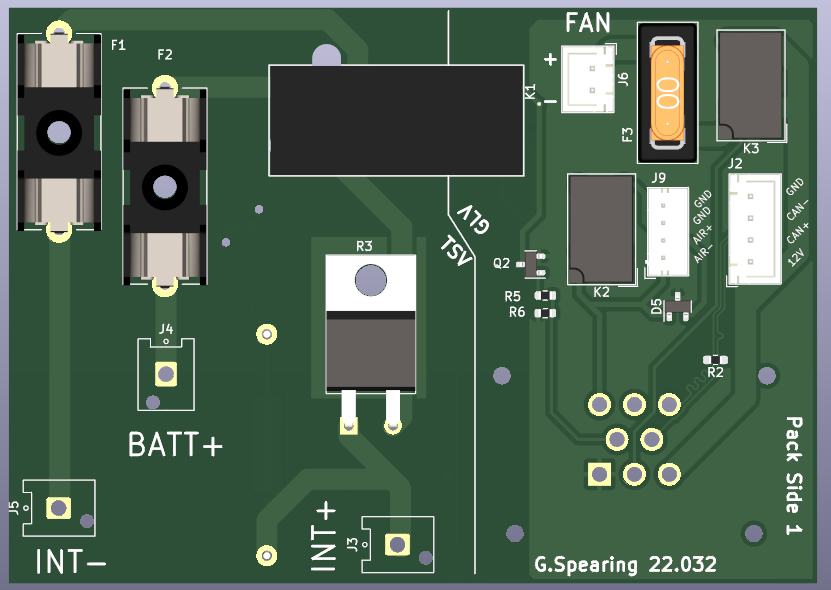 FAN
F1
F2
+
-
K1
J6
00
F3
K3
J2
J9
GND
GND
AIR+
AIR-
GND
CAN-
CAN+
12V
GLV
TSV
R3
Q2
K2
R5
R6
D5
R2
J4
BATT+
Pack Side 1
J5
INT-
INT+
J3
G.Spearing 22.032